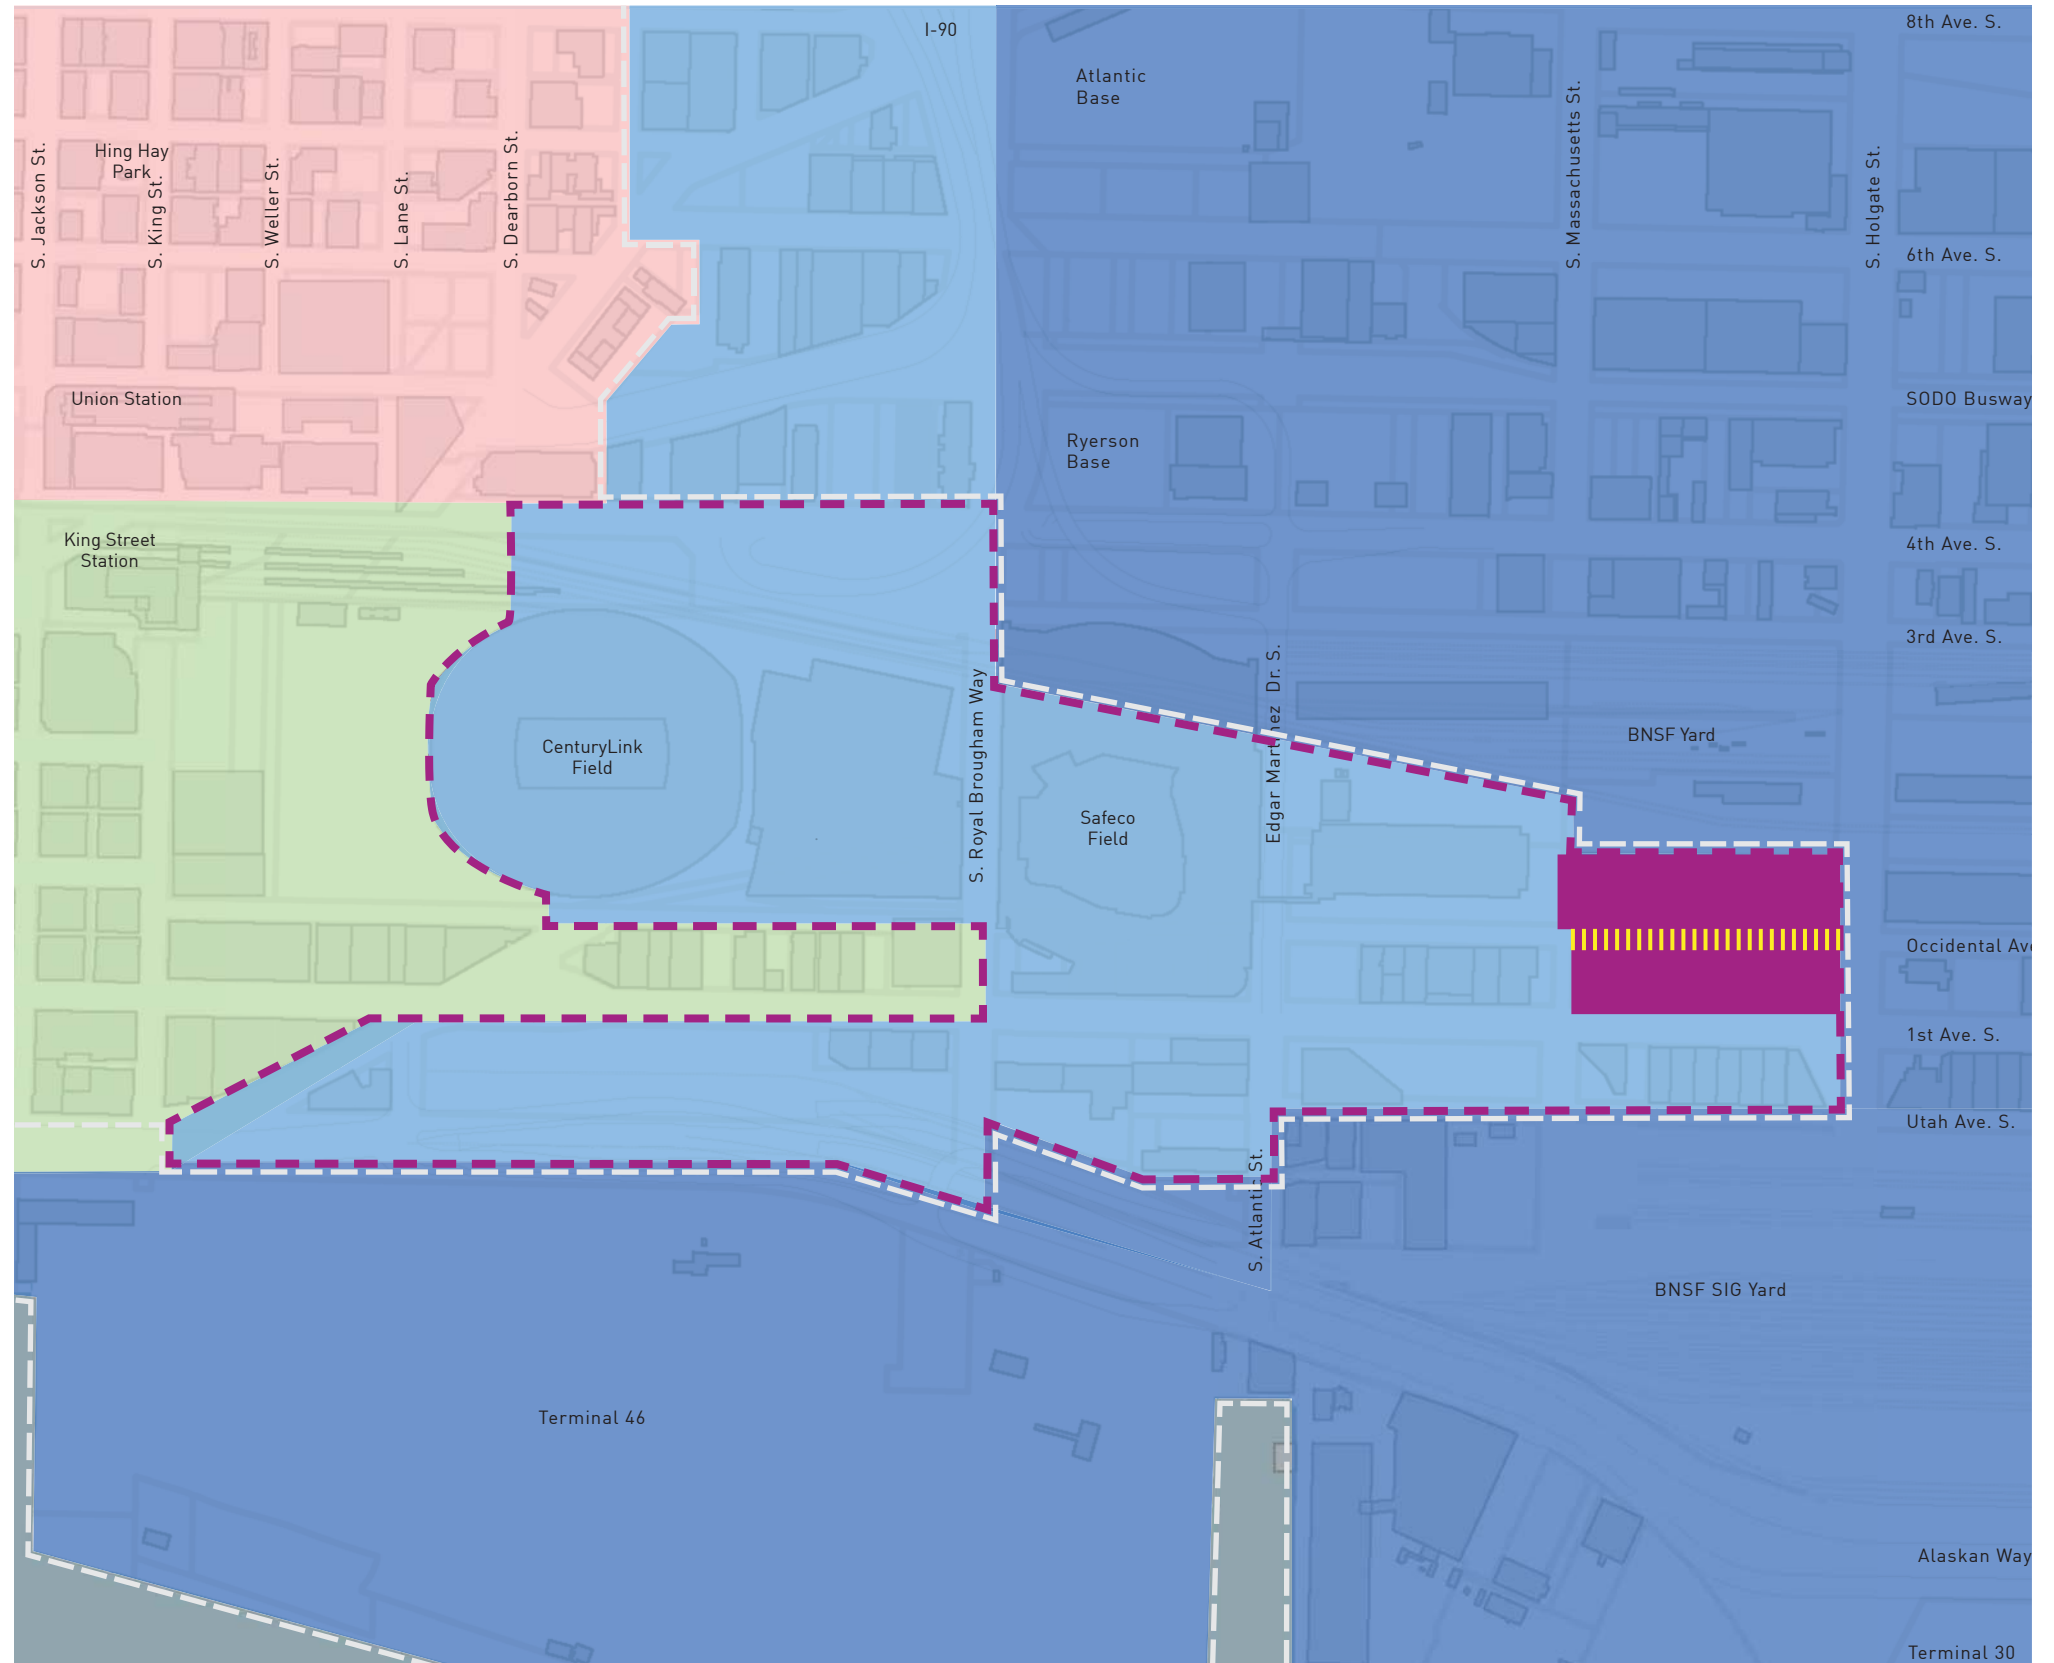 I-90
8th Ave. S.
Atlantic
Base
S. Massachusetts St.
S. Holgate St.
S. Jackson St.
Hing Hay
Park
S. King St.
S. Weller St.
S. Lane St.
S. Dearborn St.
6th Ave. S.
Union Station
SODO Busway
Ryerson
Base
King Street
Station
4th Ave. S.
3rd Ave. S.
BNSF Yard
CenturyLink
Field
S. Royal Brougham Way
Safeco
Field
Edgar Martinez Dr. S.
Occidental Ave
1st Ave. S.
Utah Ave. S.
S. Atlantic St.
BNSF SIG Yard
Terminal 46
Alaskan Way
Terminal 30